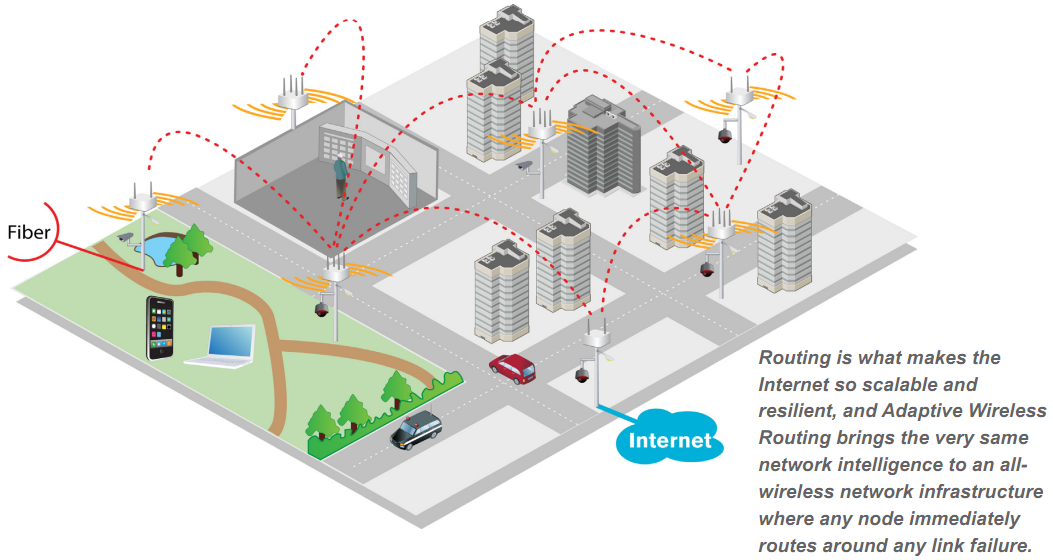 Fiber
Internet
Routing is what makes the
Internet so scalable and
resilient, and Adaptive Wireless
Routing brings the very same
network intelligence to an all-
wireless network infrastructure
where any node immediately
routes around any link failure.